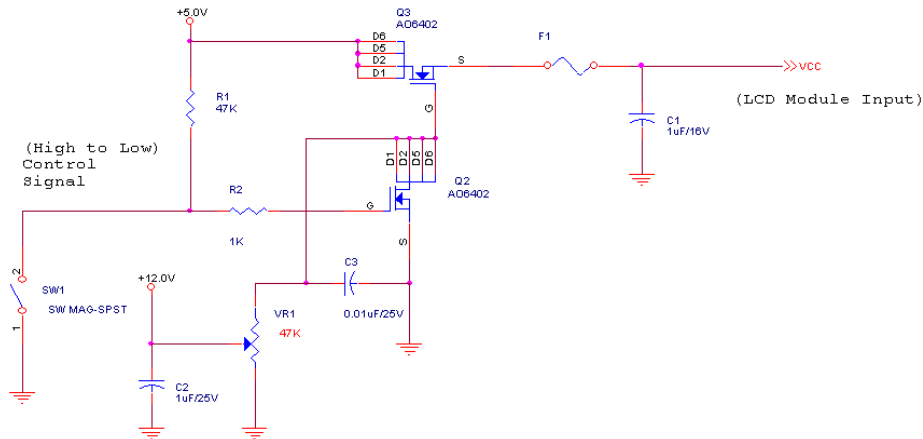 Q3
AO6402
+5.0V
D6
D5
D2
D1
S
G
F1
VCC
(LCD Module Input)
C1
1uF/16V
R1
47K
(High to Low)
Control
Signal
D1
D2
D5
D6
Q2
AO6402
R2
1K
G
S
C3
0.01uF/25V
2
SW1
SW MAG-SPST
1
+12.0V
VR1
47K
C2
1uF/25V